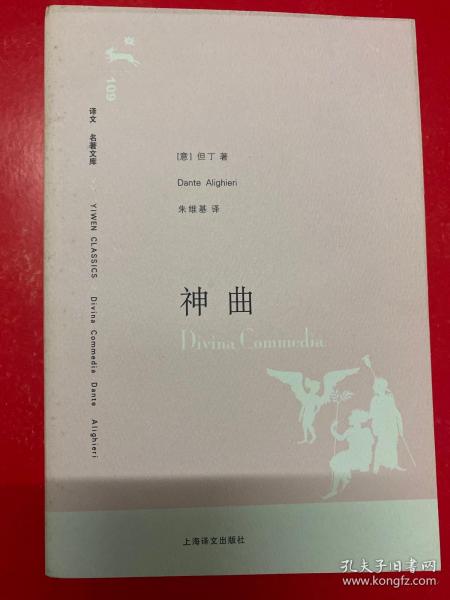 109
译文 名著文库
YIWEN CLASSICS Divina Commedia Dante Alighieri
[意] 但丁 著
Dante Alighieri
朱维基 译
神曲
Divina Commedia
上海译文出版社
孔夫子旧书网
www.kongfz.com